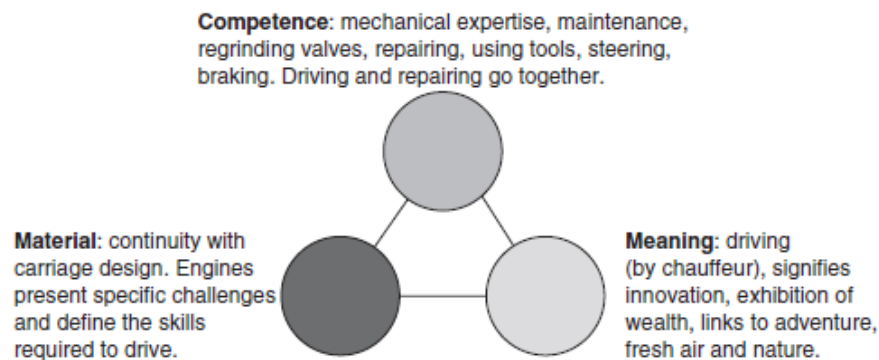 Competence: mechanical expertise, maintenance,
regrinding valves, repairing, using tools, steering,
braking. Driving and repairing go together.
Material: continuity with
carriage design. Engines
present specific challenges
and define the skills
required to drive.
Meaning: driving
(by chauffeur), signifies
innovation, exhibition of
wealth, links to adventure,
fresh air and nature.